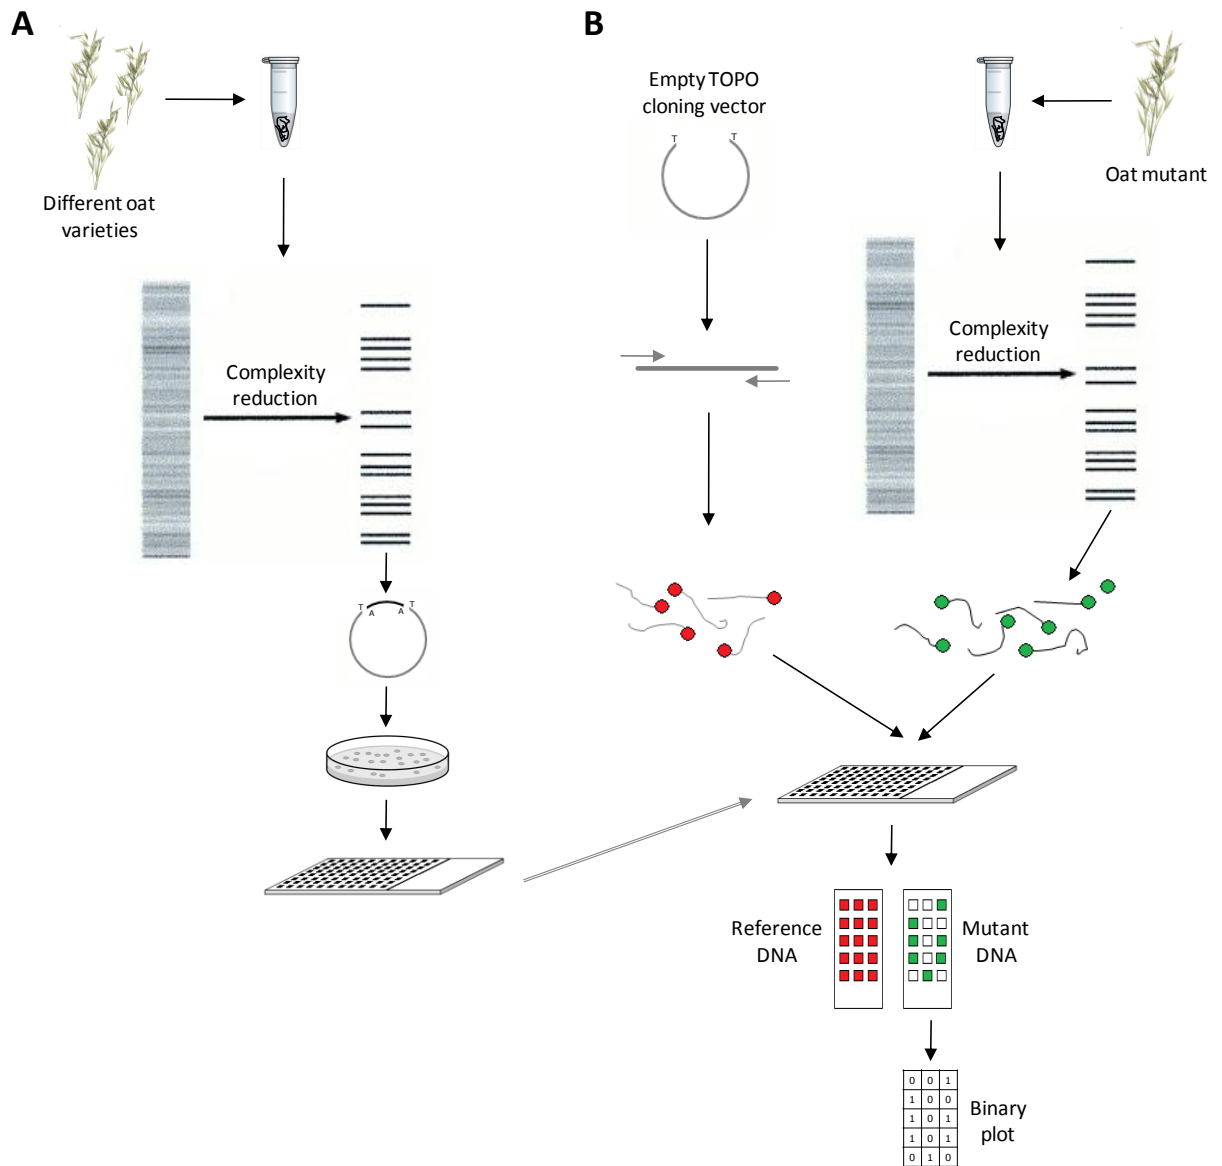 A
Different oat
varieties
Complexity
reduction
T
T
A
A
B
Empty TOPO
cloning vector
T
T
Oat mutant
Complexity
reduction
Reference
DNA
Mutant
DNA
0 0 1
1 0 0
1 0 1
1 0 1
0 1 0
Binary
plot